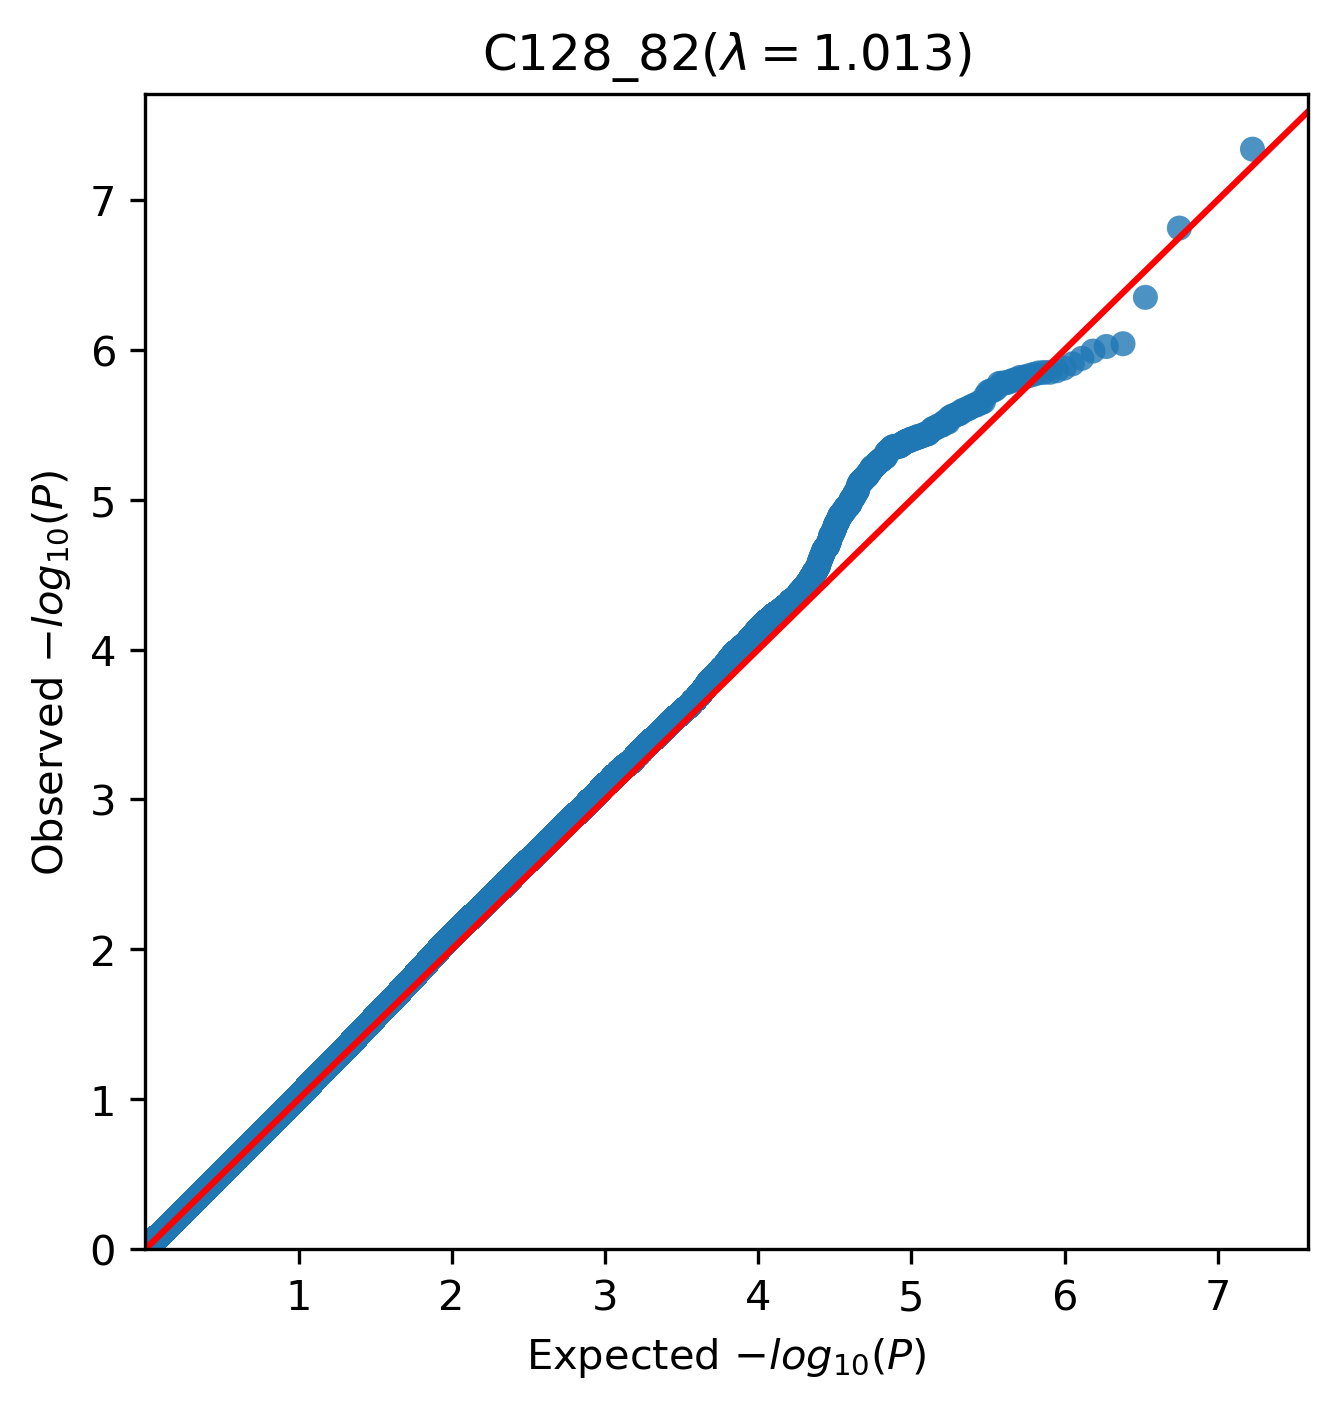 C128_82(λ = 1.013)
Observed −log₁₀(P)
7
6
5
4
3
2
1
0
1 2 3 4 5 6 7
Expected −log₁₀(P)